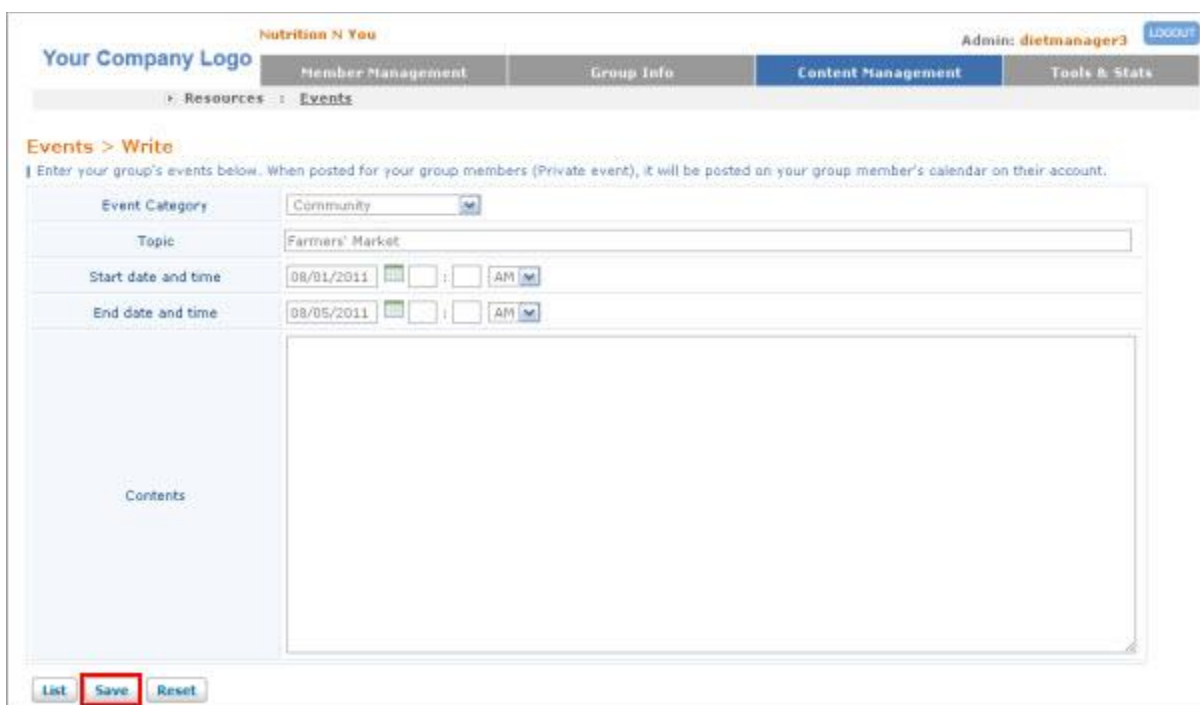 Nutrition N You
Admin: dietmanager3 LOGOUT
Your Company Logo
Member Management Group Info Content Management Tools & Stats
Resources : Events
Events > Write
Enter your group's events below. When posted for your group members (Private event), it will be posted on your group member's calendar on their account.
Event Category Community
Topic Farmers' Market
Start date and time 08/01/2011 : AM
End date and time 08/05/2011 : AM
Contents
List Save Reset